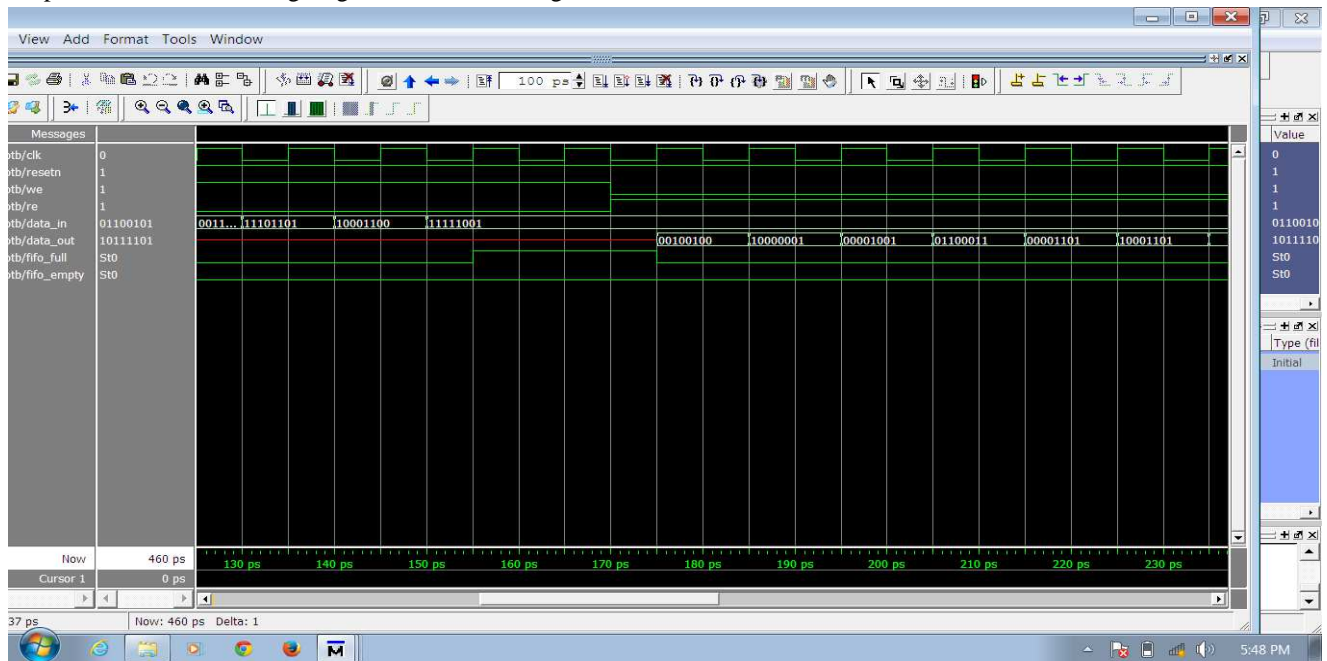 View Add Format Tools Window
100 ps
Messages
tb/clk 0
tb/resetn 1
tb/we 1
tb/re 1
tb/data_in 01100101 0011... 11101101 10001100 11111001
tb/data_out 10111101 00100100 10000001 00001001 01100011 00001101 10001101
tb/fifo_full St0
tb/fifo_empty St0
Value
0
1
1
1
0110010
1011110
St0
St0
Type (fil
Initial
Now 460 ps
130 ps 140 ps 150 ps 160 ps 170 ps 180 ps 190 ps 200 ps 210 ps 220 ps 230 ps
Cursor 1 0 ps
37 ps Now: 460 ps Delta: 1
M 5:48 PM